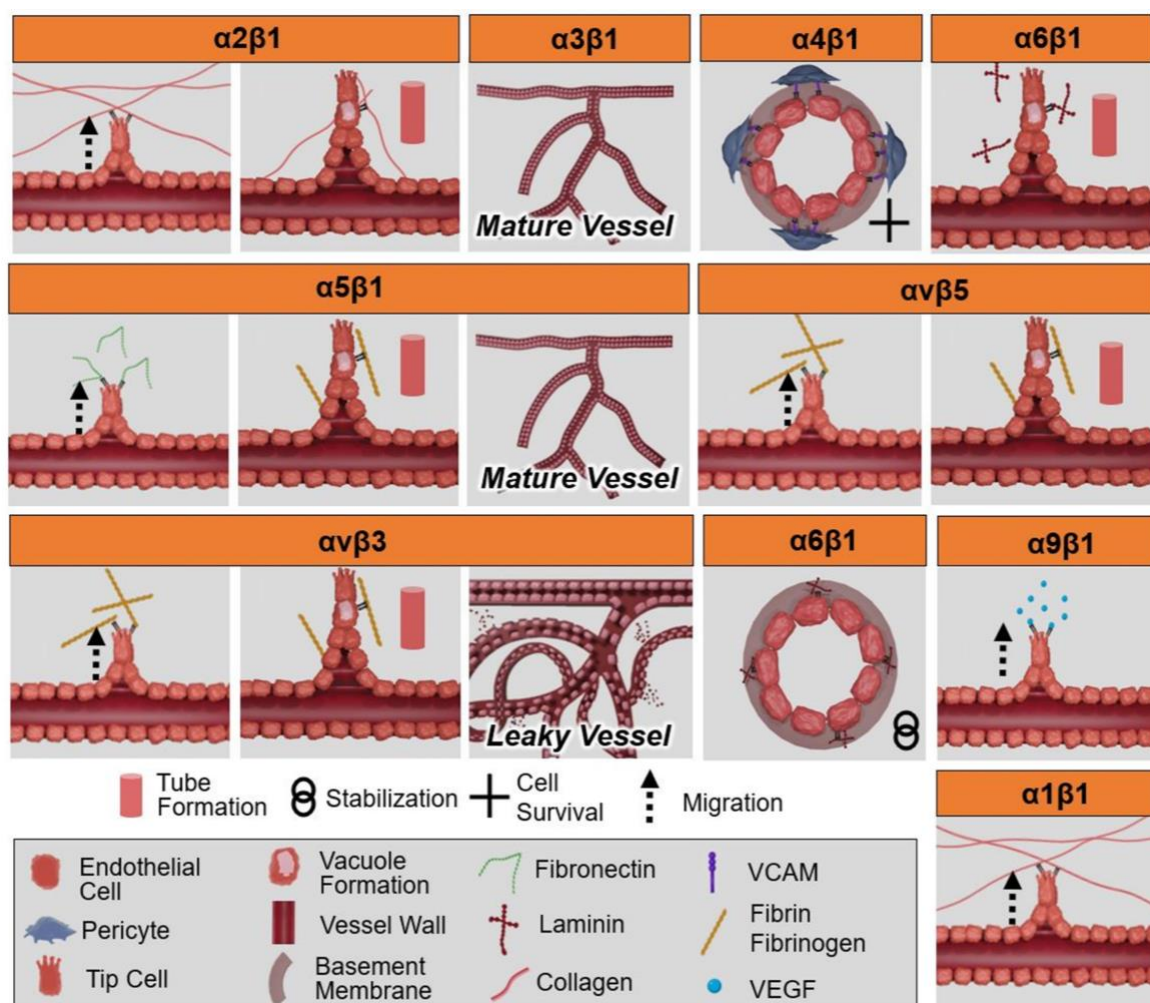 α2β1
α3β1
α4β1
α6β1
Mature Vessel
α5β1
αvβ5
Mature Vessel
αvβ3
α6β1
α9β1
Leaky Vessel
Tube
Formation
Stabilization
Cell
Survival
Migration
α1β1
Endothelial
Cell
Vacuole
Formation
Fibronectin
VCAM
Pericyte
Vessel Wall
Laminin
Fibrin
Fibrinogen
Tip Cell
Basement
Membrane
Collagen
VEGF